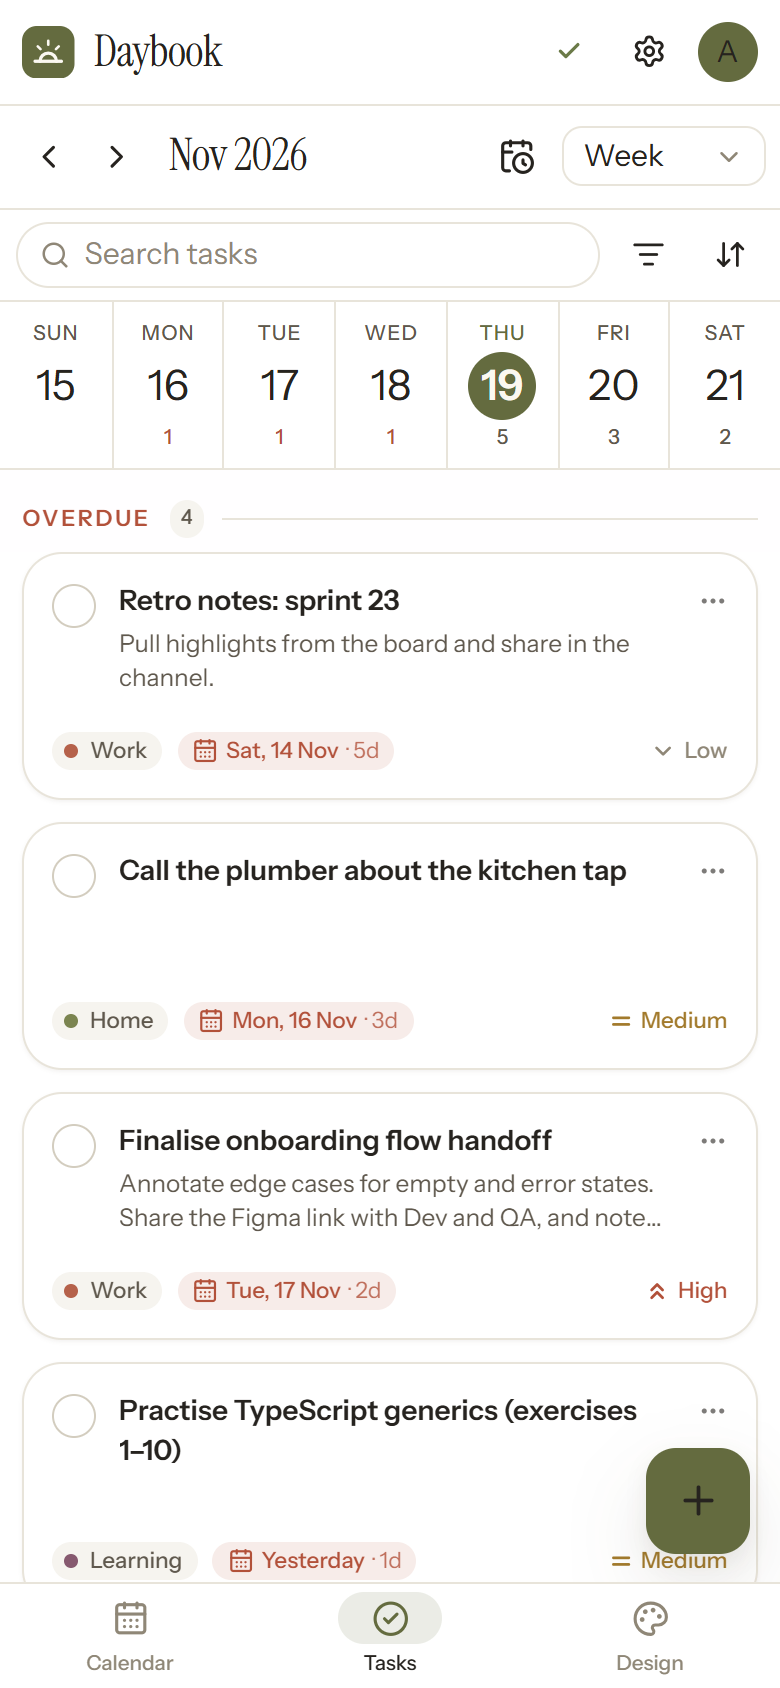 Daybook
A
Nov 2026
Week
Search tasks
SUN MON TUE WED THU FRI SAT
15 16 17 18 19 20 21
1 1 1 5 3 2
OVERDUE 4
Retro notes: sprint 23
Pull highlights from the board and share in the
channel.
Work Sat, 14 Nov · 5d Low
Call the plumber about the kitchen tap
Home Mon, 16 Nov · 3d Medium
Finalise onboarding flow handoff
Annotate edge cases for empty and error states.
Share the Figma link with Dev and QA, and note...
Work Tue, 17 Nov · 2d High
Practise TypeScript generics (exercises
1–10)
Learning Yesterday · 1d Medium
Calendar Tasks Design